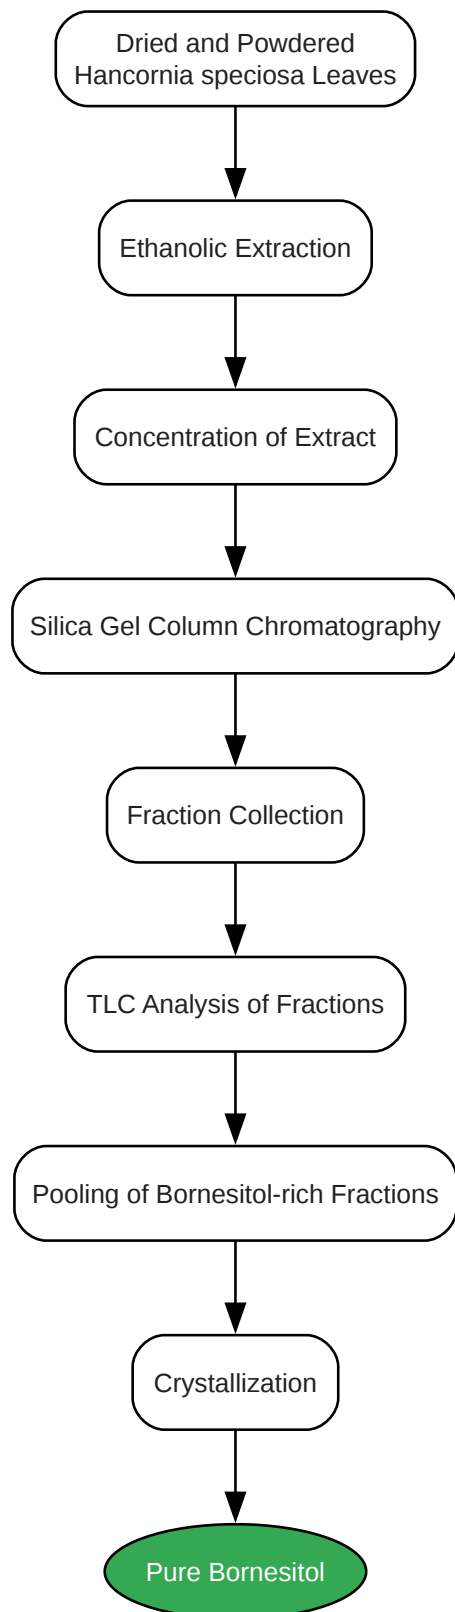 Dried and Powdered
Hancornia speciosa Leaves
Ethanolic Extraction
Concentration of Extract
Silica Gel Column Chromatography
Fraction Collection
TLC Analysis of Fractions
Pooling of Bornesitol-rich Fractions
Crystallization
Pure Bornesitol